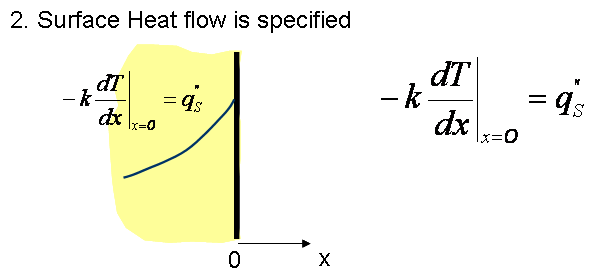 2. Surface Heat flow is specified
−k dT/dx |x=0 = q"S
−k dT/dx |x=0 = q"S
0
x